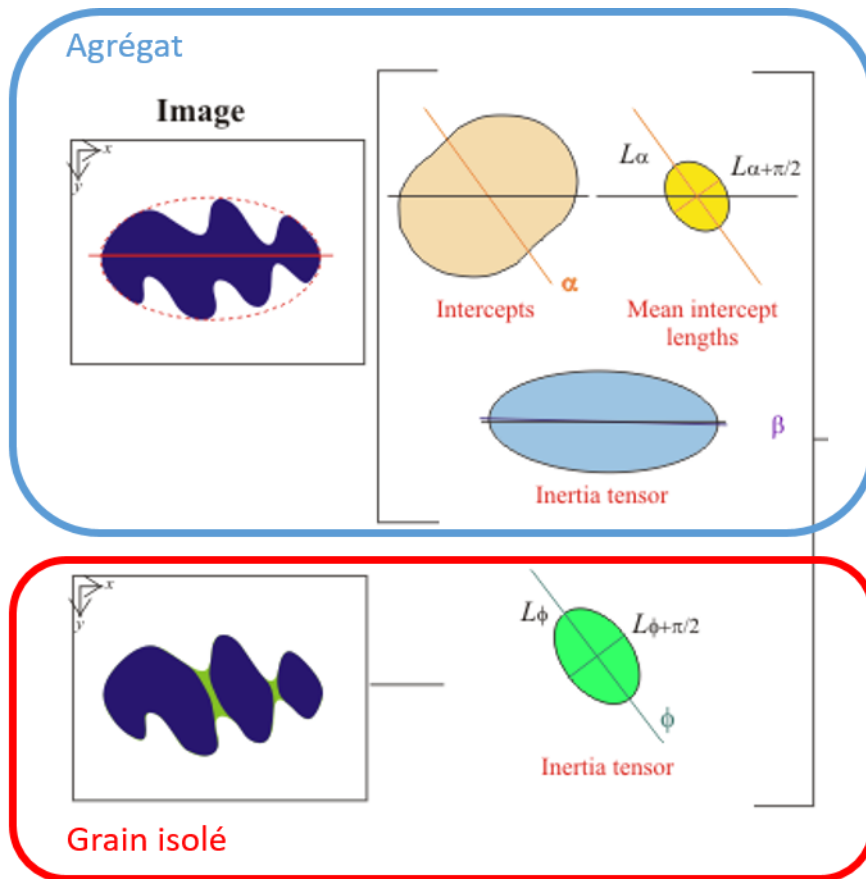 Agrégat
Image
x
y
Lα
Lα+π/2
α
Intercepts
Mean intercept
lengths
β
Inertia tensor
x
y
Lϕ
Lϕ+π/2
ϕ
Inertia tensor
Grain isolé